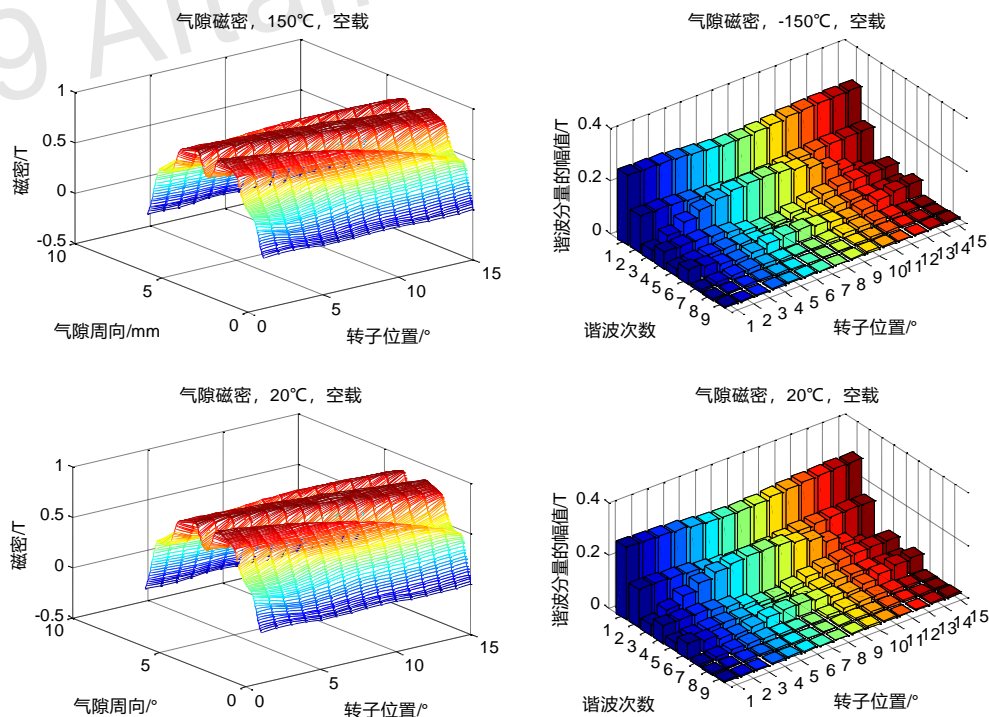 9 Altai
气隙磁密，150℃，空载
1
0.5
0
-0.5
10
5
0
0
5
10
15
磁密/T
气隙周向/mm
转子位置/°
气隙磁密，-150℃，空载
0.4
0.2
0
1 2 3 4 5 6 7 8 9
1 2 3 4 5 6 7 8 9 10 11 12 13 14 15
谐波分量的幅值/T
谐波次数
转子位置/°
气隙磁密，20℃，空载
1
0.5
0
-0.5
10
5
0
0
5
10
15
磁密/T
气隙周向/°
转子位置/°
气隙磁密，20℃，空载
0.4
0.2
0
1 2 3 4 5 6 7 8 9
1 2 3 4 5 6 7 8 9 10 11 12 13 14 15
谐波分量的幅值/T
谐波次数
转子位置/°